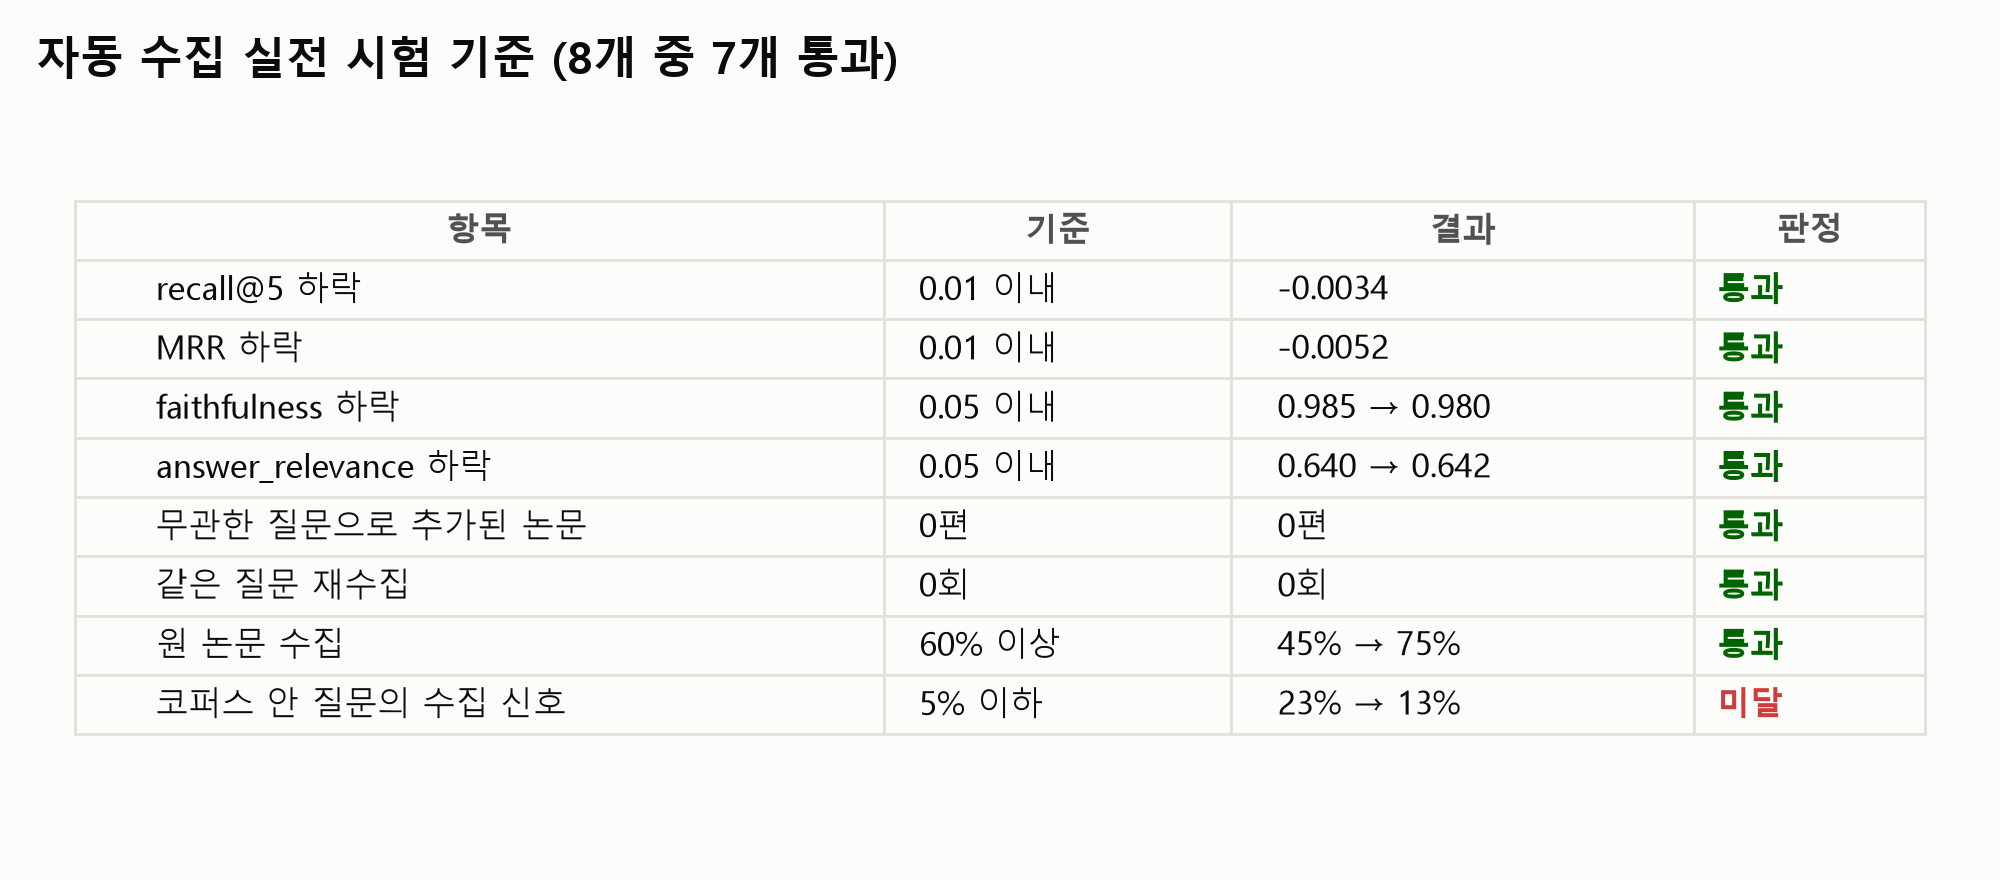 자동 수집 실전 시험 기준 (8개 중 7개 통과)
항목 기준 결과 판정
recall@5 하락 0.01 이내 -0.0034 통과
MRR 하락 0.01 이내 -0.0052 통과
faithfulness 하락 0.05 이내 0.985 → 0.980 통과
answer_relevance 하락 0.05 이내 0.640 → 0.642 통과
무관한 질문으로 추가된 논문 0편 0편 통과
같은 질문 재수집 0회 0회 통과
원 논문 수집 60% 이상 45% → 75% 통과
코퍼스 안 질문의 수집 신호 5% 이하 23% → 13% 미달